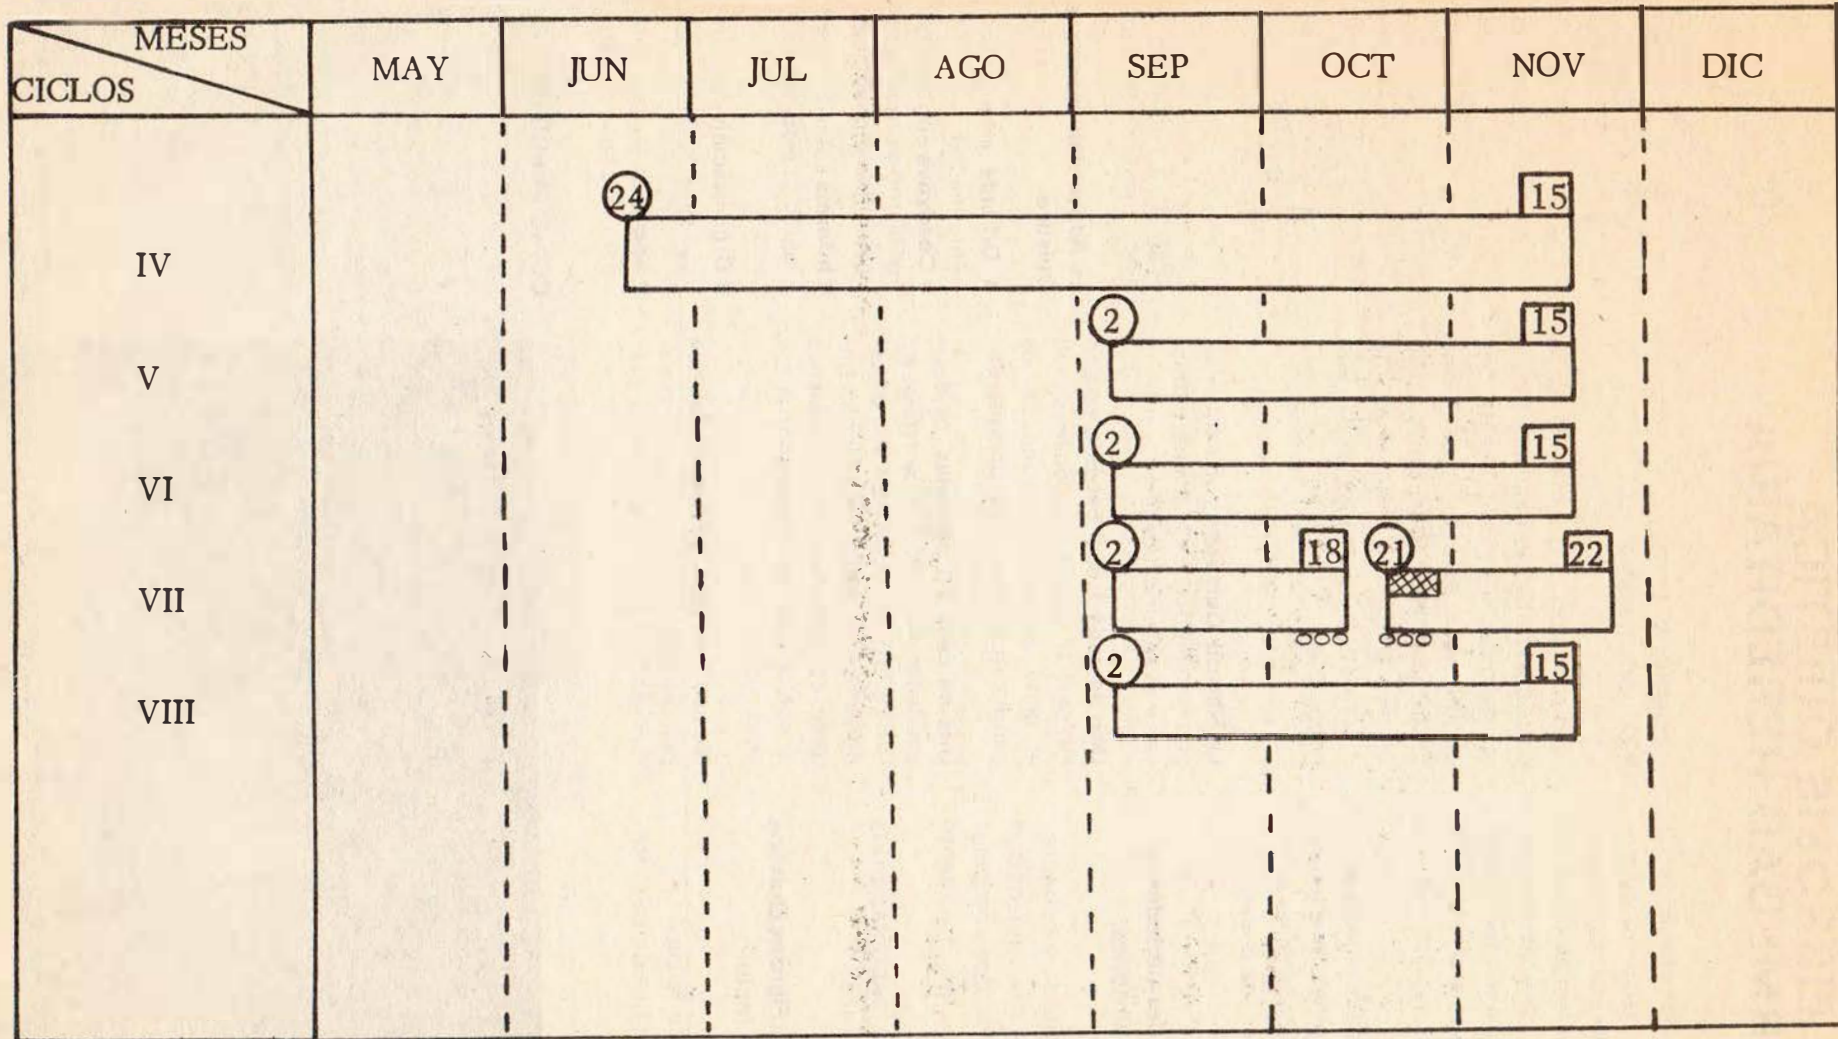 MESES
CICLOS
MAY JUN JUL AGO SEP OCT NOV DIC
24 15
IV
2 15
V
2 15
VI
2 18 21 22
VII
2 15
VIII